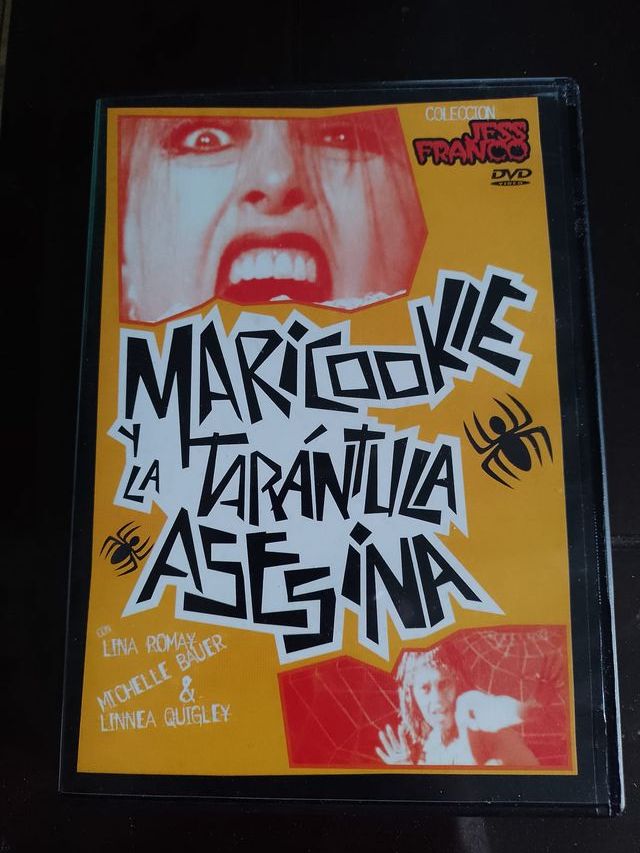 COLECCION
JESS
FRANCO
DVD
VIDEO
MARICOOKIE
Y LA TARÁNTULA
ASESINA
CON
LINA ROMAY
MICHELLE BAUER
&
LINNEA QUIGLEY